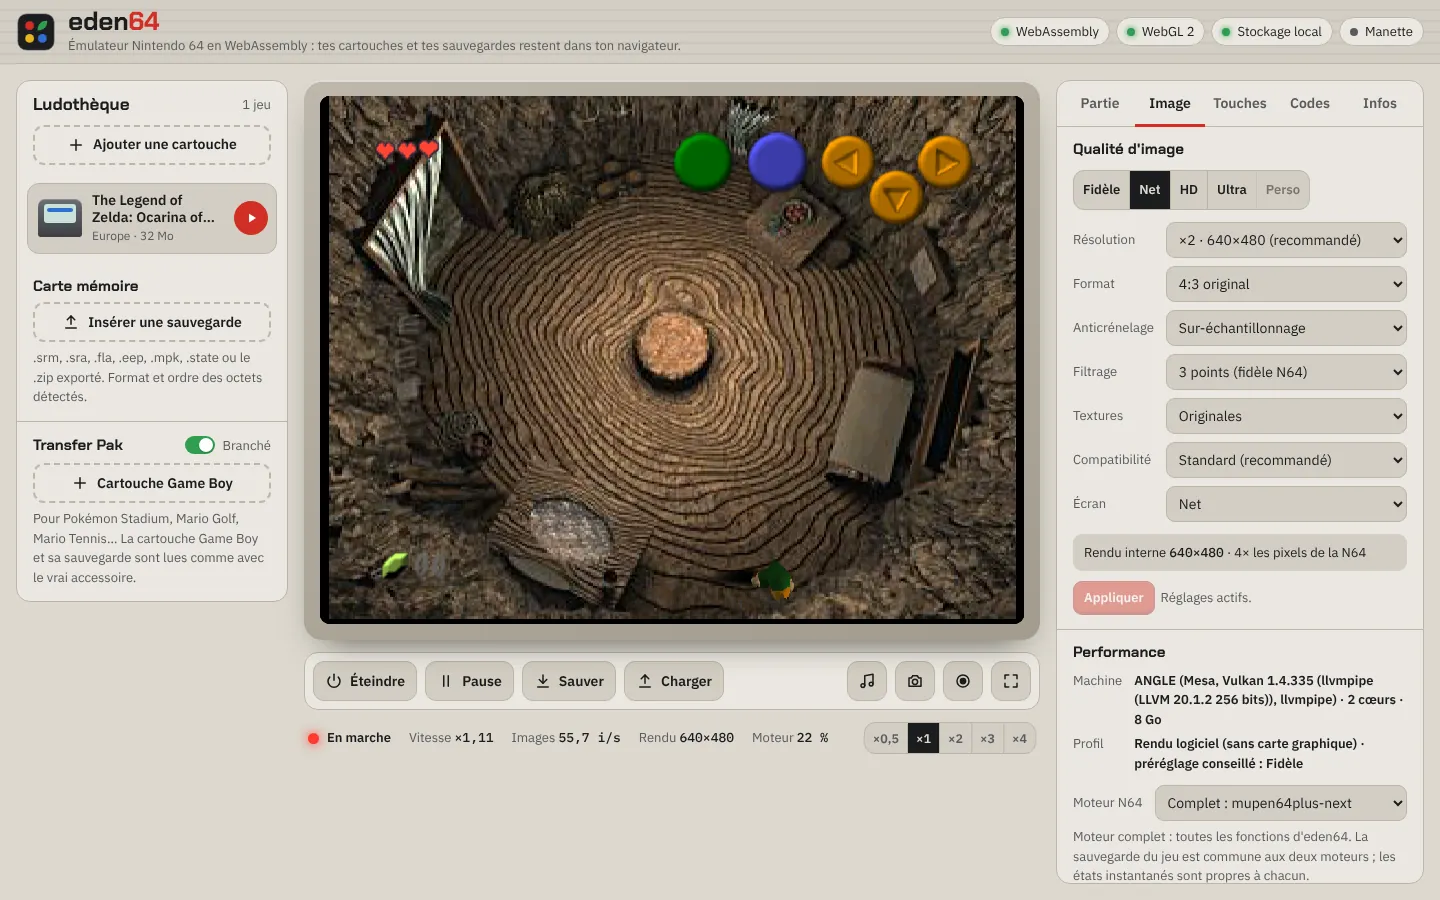 eden64
Émulateur Nintendo 64 en WebAssembly : tes cartouches et tes sauvegardes restent dans ton navigateur.
WebAssembly
WebGL 2
Stockage local
Manette
Ludothèque
1 jeu
Ajouter une cartouche
The Legend of
Zelda: Ocarina of...
Europe · 32 Mo
Carte mémoire
Insérer une sauvegarde
.srm, .sra, .fla, .eep, .mpk, .state ou le
.zip exporté. Format et ordre des octets
détectés.
Transfer Pak
Branché
Cartouche Game Boy
Pour Pokémon Stadium, Mario Golf,
Mario Tennis... La cartouche Game Boy
et sa sauvegarde sont lues comme avec
le vrai accessoire.
Éteindre
Pause
Sauver
Charger
En marche
Vitesse ×1,11
Images 55,7 i/s
Rendu 640×480
Moteur 22 %
×0,5
×1
×2
×3
×4
Partie
Image
Touches
Codes
Infos
Qualité d'image
Fidèle
Net
HD
Ultra
Perso
Résolution
×2 · 640×480 (recommandé)
Format
4:3 original
Anticrénelage
Sur-échantillonnage
Filtrage
3 points (fidèle N64)
Textures
Originales
Compatibilité
Standard (recommandé)
Écran
Net
Rendu interne 640×480 · 4× les pixels de la N64
Appliquer
Réglages actifs.
Performance
Machine
ANGLE (Mesa, Vulkan 1.4.335 (llvmpipe
(LLVM 20.1.2 256 bits)), llvmpipe) · 2 cœurs ·
8 Go
Profil
Rendu logiciel (sans carte graphique) ·
préréglage conseillé : Fidèle
Moteur N64
Complet : mupen64plus-next
Moteur complet : toutes les fonctions d'eden64. La
sauvegarde du jeu est commune aux deux moteurs ; les
états instantanés sont propres à chacun.